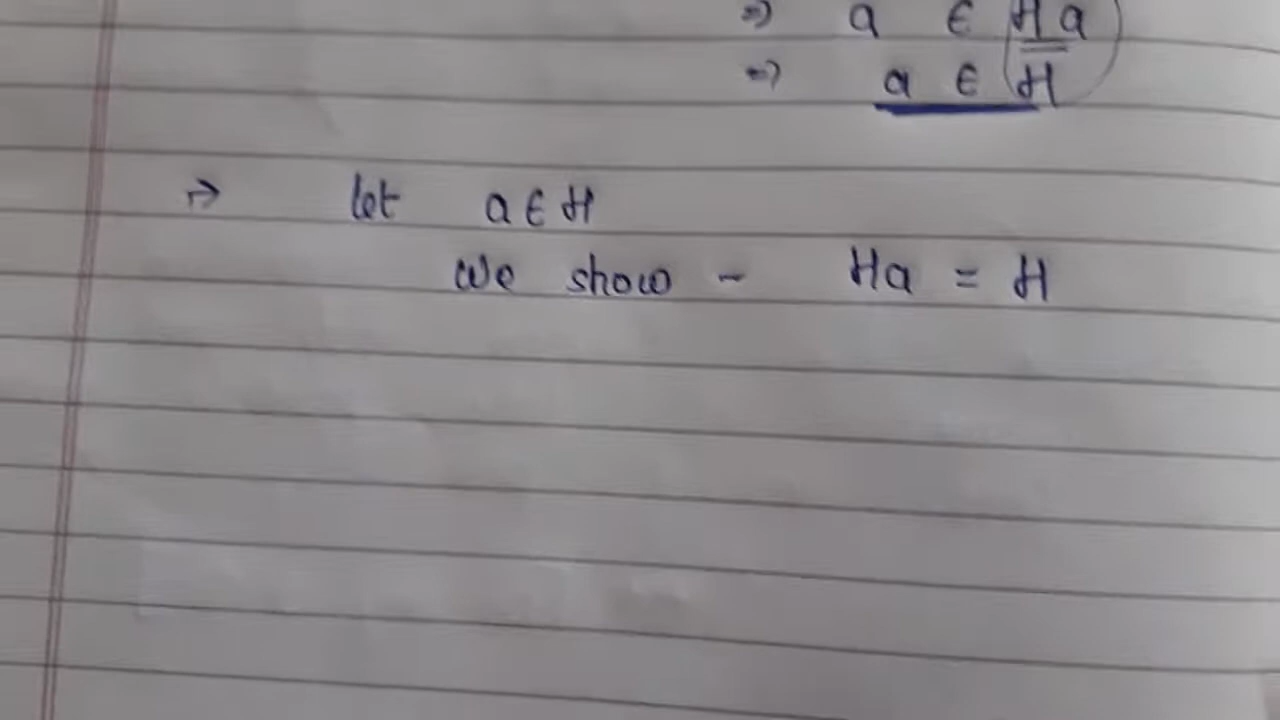 ⇒ a ∈ Ha
⇒ a ∈ H
→ let a ∈ H
We show - Ha = H